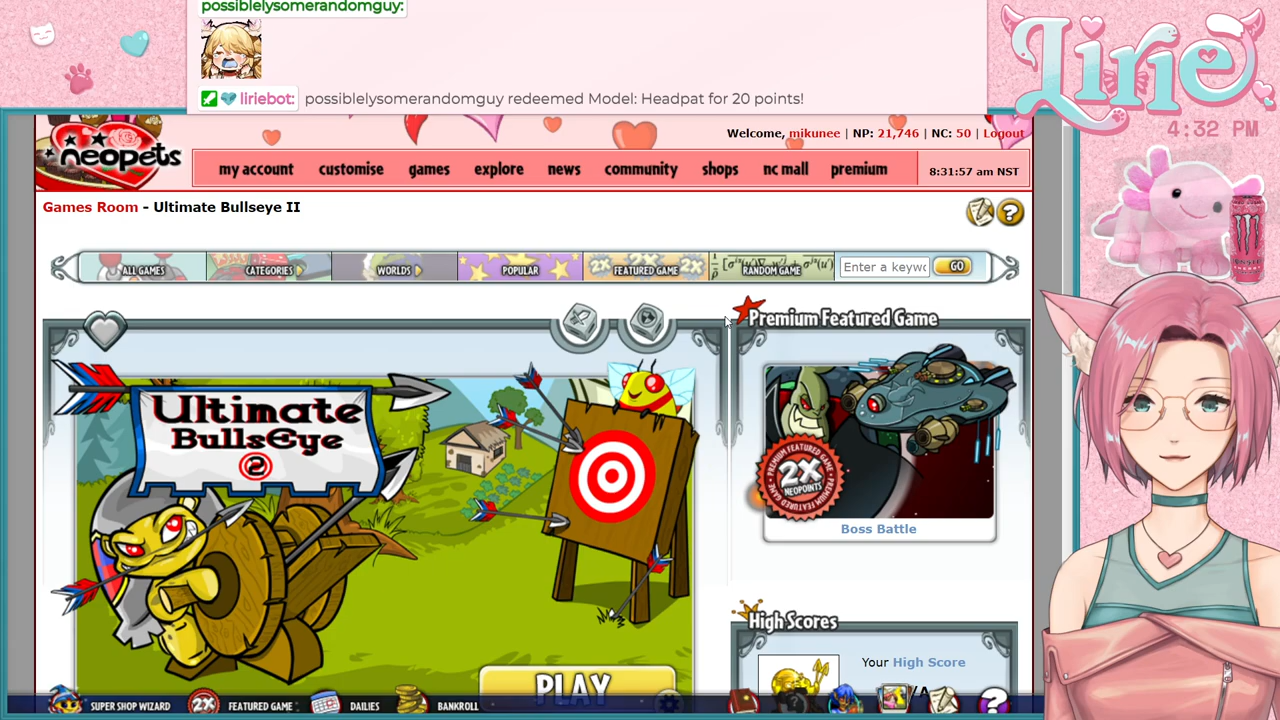 possiblelysomerandomguy:
liriebot: possiblelysomerandomguy redeemed Model: Headpat for 20 points!
Lirie
4:32 PM
neopets
Welcome, mikunee | NP: 21,746 | NC: 50 | Logout
my account customise games explore news community shops nc mall premium 8:31:57 am NST
Games Room - Ultimate Bullseye II
ALL GAMES CATEGORIES WORLDS POPULAR 2X FEATURED GAME 2X RANDOM GAME Enter a keywo GO
Premium Featured Game
Ultimate
BullsEye
2
PREMIUM FEATURED GAME
2X
NEOPOINTS
Boss Battle
High Scores
Your High Score
PLAY
SUPER SHOP WIZARD 2X FEATURED GAME DAILIES BANKROLL